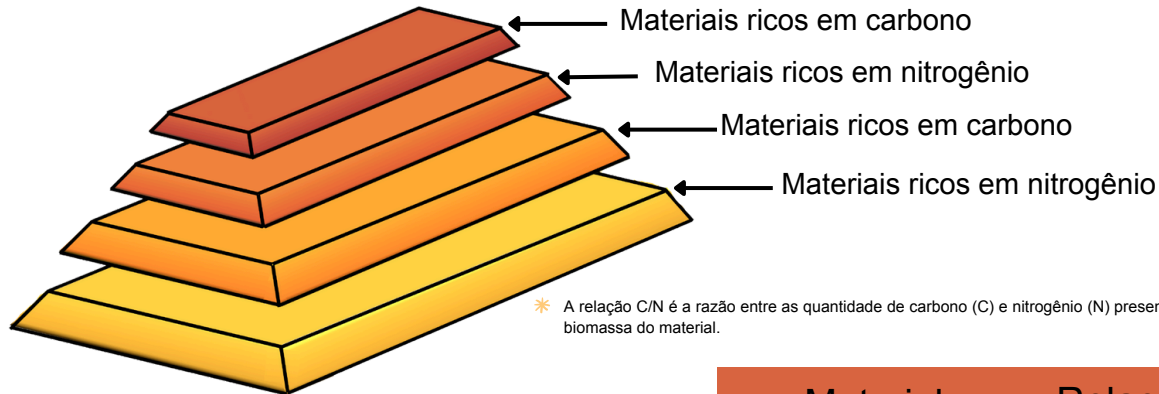 Materiais ricos em carbono
Materiais ricos em nitrogênio
Materiais ricos em carbono
Materiais ricos em nitrogênio
A relação C/N é a razão entre as quantidade de carbono (C) e nitrogênio (N)
biomassa do material.